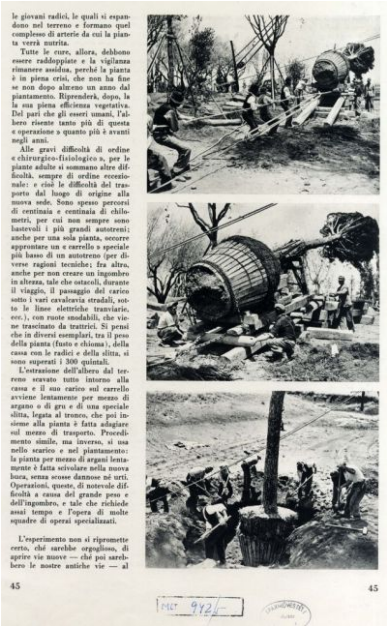 le giovani radici, le quali si espan-
dono nel terreno e formano quel
complesso di arterie da cui la pian-
ta verrà nutrita.
Tutte le cure, allora, debbono
essere raddoppiate e la vigilanza
rimanere assidua, perché la pianta
è in piena crisi, che non ha fine
se non dopo almeno un anno dal
piantamento. Riprenderà, dopo, la
la sua piena efficienza vegetativa.
Del pari che gli esseri umani, l'al-
bero risente tanto più di questa
« operazione » quanto più è avanti
negli anni.
Alle gravi difficoltà di ordine
« chirurgico-fisiologico », per le
piante adulte si sommano altre dif-
ficoltà, sempre di ordine eccezio-
nale: e cioè le difficoltà del tras-
porto dal luogo di origine alla
nuova sede. Sono spesso percorsi
di centinaia e centinaia di chilo-
metri, per cui non sempre sono
bastevoli i più grandi autotreni;
anche per una sola pianta, occorre
approntare un « carrello » speciale
più basso di un autotreno (per di-
verse ragioni tecniche; fra altro,
anche per non creare un ingombro
in altezza, tale che ostacoli, durante
il viaggio, il passaggio del carico
sotto i vari cavalcavia stradali, sot-
to le linee elettriche tranviarie,
ecc.), con ruote snodabili, che vie-
ne trascinato da trattrici. Si pensi
che in diversi esemplari, tra il peso
della pianta (fusto e chioma), della
cassa con le radici e della slitta, si
sono superati i 300 quintali.
L'estrazione dell'albero dal ter-
reno scavato tutto intorno alla
cassa e il suo carico sul carrello
avviene lentamente per mezzo di
argano o di gru e di una speciale
slitta, legata al tronco, che poi in-
sieme alla pianta è fatta adagiare
sul mezzo di trasporto. Procedi-
mento simile, ma inverso, si usa
nello scarico e nel piantamento:
la pianta per mezzo di argani lenta-
mente è fatta scivolare nella nuova
buca, senza scosse dannose né urti.
Operazioni, queste, di notevole dif-
ficoltà a causa del grande peso e
dell'ingombro, e tale che richiede
assai tempo e l'opera di molte
squadre di operai specializzati.
L'esperimento non si ripromette
certo, ché sarebbe orgoglioso, di
aprire vie nuove — ché poi sareb-
bero le nostre antiche vie — al
45
45
942/-